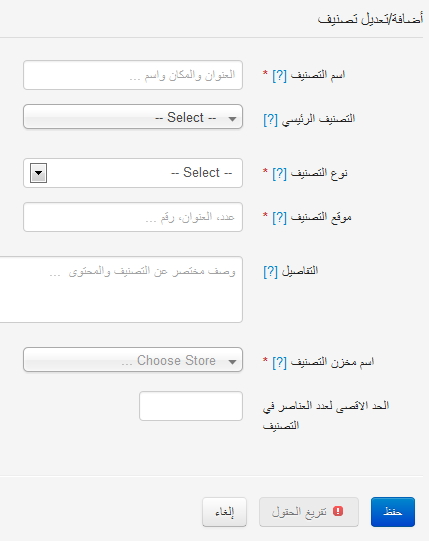 أضافة/تعديل تصنيف
اسم التصنيف [?] *
العنوان والمكان واسم ...
التصنيف الرئيسي [?]
-- Select --
نوع التصنيف [?] *
-- Select --
موقع التصنيف [?] *
عدد، العنوان، رقم ...
التفاصيل [?]
وصف مختصر عن التصنيف والمحتوى ...
اسم مخزن التصنيف [?] *
Choose Store ...
الحد الاقصى لعدد العناصر في
التصنيف
حفظ
تفريغ الحقول
إلغاء